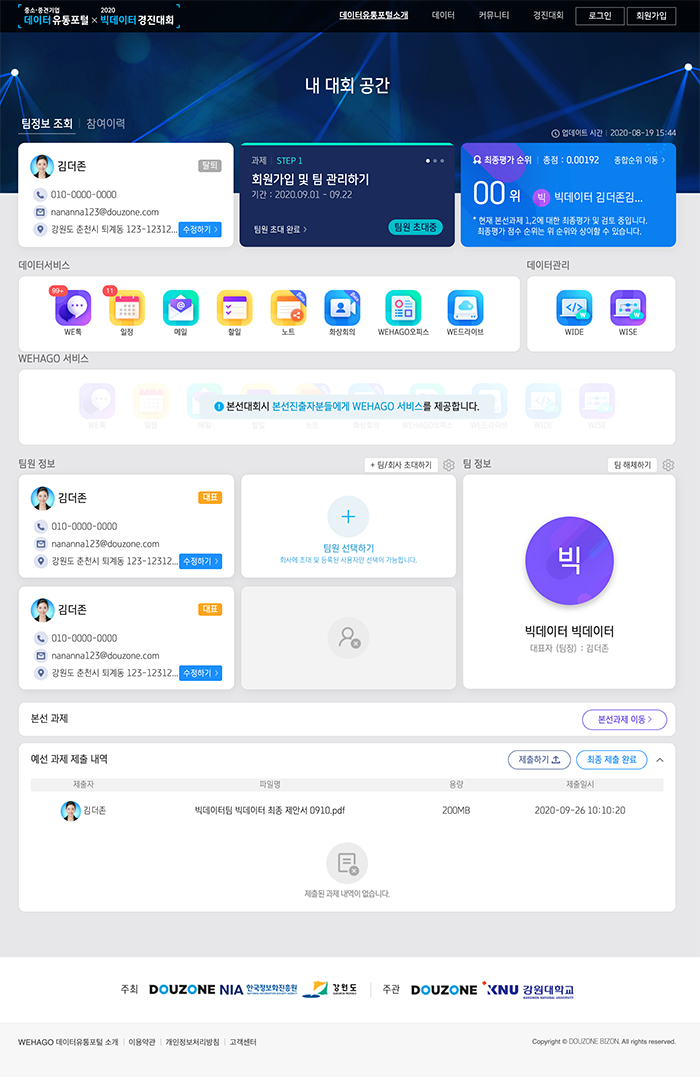 중소·중견기업 2020
데이터유통포털 × 빅데이터경진대회
데이터유통포털소개 데이터 커뮤니티 경진대회 로그인 회원가입
내 대회 공간
팀정보 조회 | 참여이력
업데이트 시간 | 2020-08-19 15:44
김더존 탈퇴
010-0000-0000
nananna123@douzone.com
강원도 춘천시 퇴계동 123-12312... 수정하기 >
과제 | STEP 1
회원가입 및 팀 관리하기
기간 : 2020.09.01 - 09.22
팀원 초대 완료 > 팀원 초대중
최종평가 순위 | 총점 : 0.00192 종합순위 이동 >
00 위 빅 빅데이터 김더존김...
* 현재 본선과제 1,2에 대한 최종평가 및 검토 중입니다.
최종평가 점수 순위는 위 순위와 상이할 수 있습니다.
데이터서비스 데이터관리
99+ 11
WE톡 일정 메일 할일 노트 화상회의 WEHAGO오피스 WE드라이브 WIDE WISE
WEHAGO 서비스
! 본선대회시 본선진출자분들에게 WEHAGO 서비스를 제공합니다.
WE톡 일정 메일 할일 노트 화상회의 WEHAGO오피스 WE드라이브 WIDE WISE
팀원 정보 + 팀/회사 초대하기 팀 정보 팀 해체하기
김더존 대표
010-0000-0000
nananna123@douzone.com
강원도 춘천시 퇴계동 123-12312... 수정하기 >
팀원 선택하기
회사에 초대 및 등록된 사용자만 선택이 가능합니다.
김더존 대표
010-0000-0000
nananna123@douzone.com
강원도 춘천시 퇴계동 123-12312... 수정하기 >
빅
빅데이터 빅데이터
대표자 (팀장) : 김더존
본선 과제 본선과제 이동 >
예선 과제 제출 내역 제출하기 최종 제출 완료
제출자 파일명 용량 제출일시
김더존 빅데이터팀 빅데이터 최종 제안서 0910.pdf 200MB 2020-09-26 10:10:20
제출된 과제 내역이 없습니다.
주최 DOUZONE NIA 한국정보화진흥원 강원도 | 주관 DOUZONE KNU 강원대학교
WEHAGO 데이터유통포털 소개 | 이용약관 | 개인정보처리방침 | 고객센터
Copyright © DOUZONE BIZON. All rights reserved.